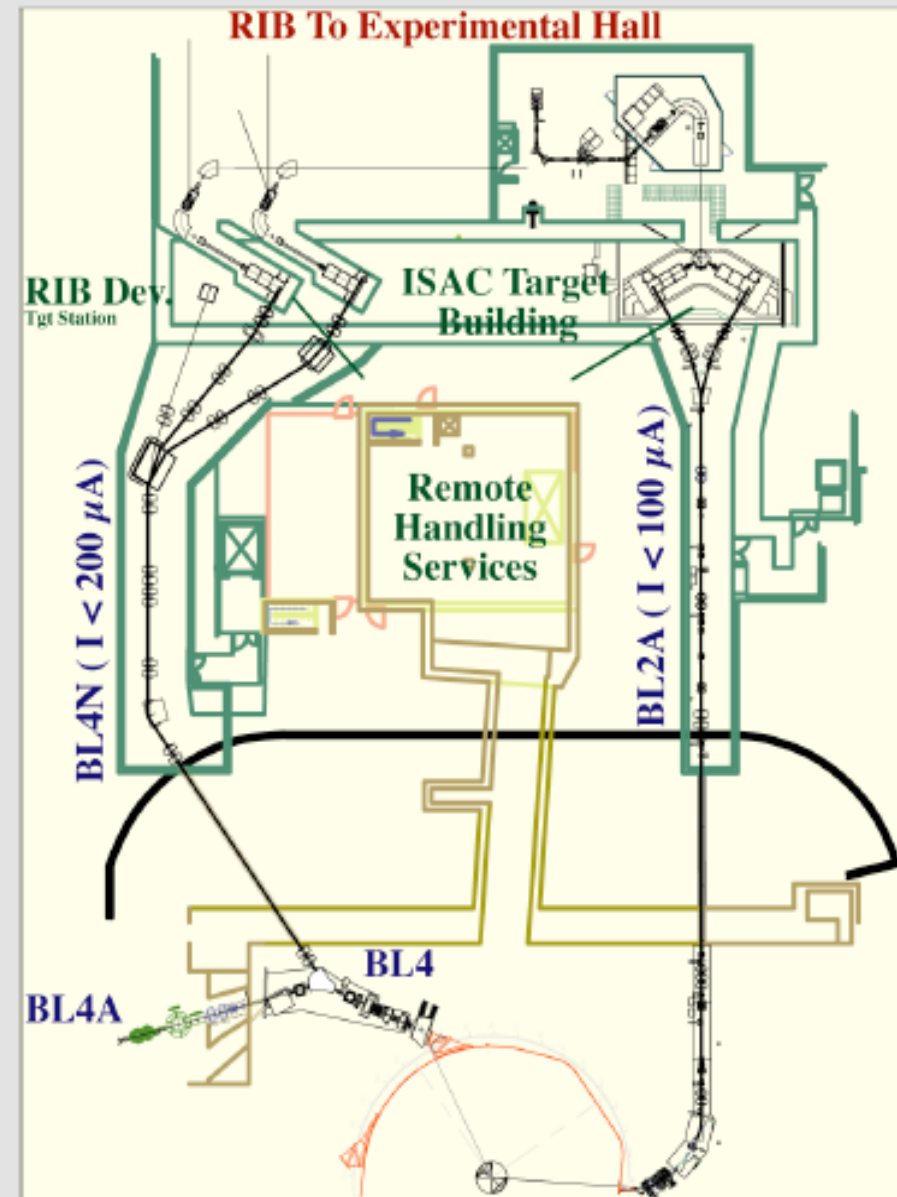 RIB To Experimental Hall
RIB Dev.
Tgt Station
ISAC Target
Building
BL4N ( I < 200 μA)
Remote
Handling
Services
BL2A ( I < 100 μA)
BL4
BL4A